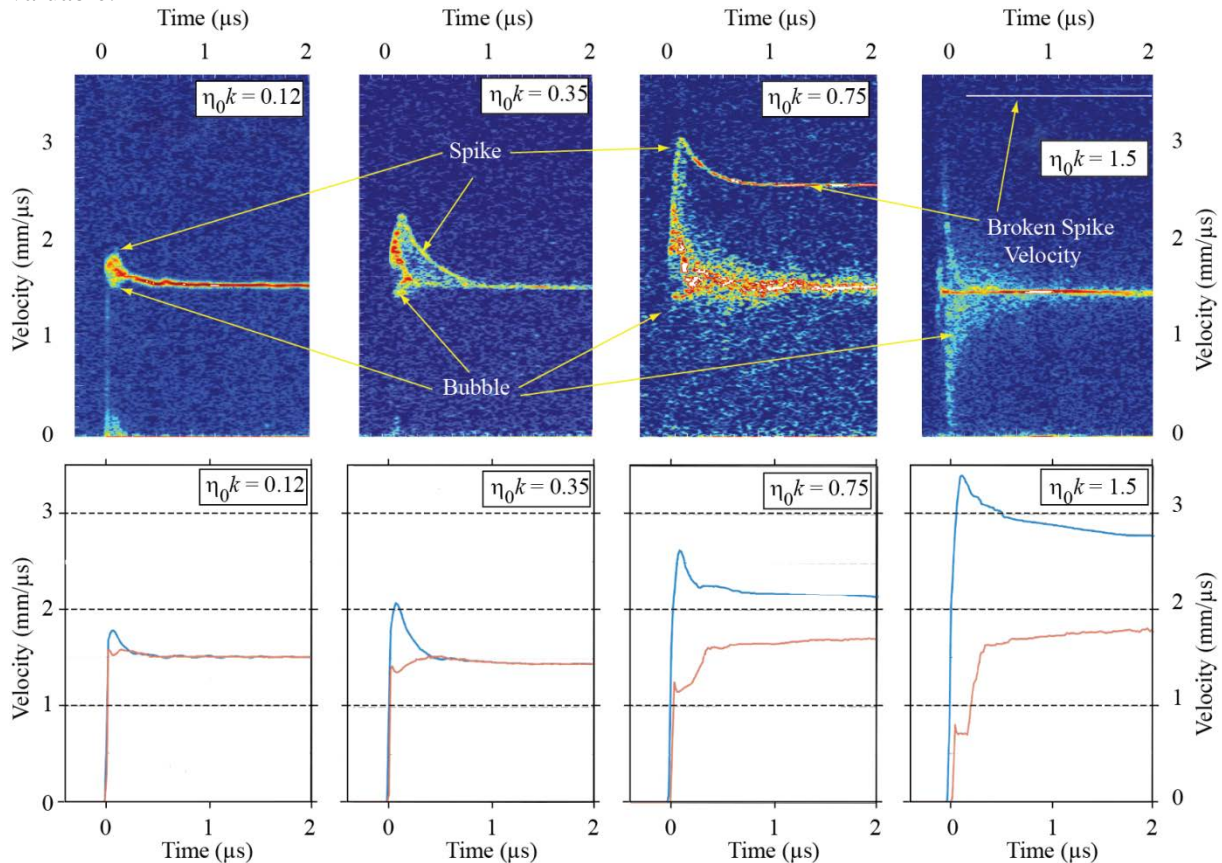 Time (µs) Time (µs) Time (µs) Time (µs)
0 1 2 0 1 2 0 1 2 0 1 2
η₀k = 0.12 η₀k = 0.35 η₀k = 0.75
3 3
Spike
η₀k = 1.5
Broken Spike
Velocity
2 2
Velocity (mm/µs) Velocity (mm/µs)
1 1
Bubble
0 0
η₀k = 0.12 η₀k = 0.35 η₀k = 0.75 η₀k = 1.5
3 3
2 2
Velocity (mm/µs) Velocity (mm/µs)
1 1
0 0
0 1 2 0 1 2 0 1 2 0 1 2
Time (µs) Time (µs) Time (µs) Time (µs)